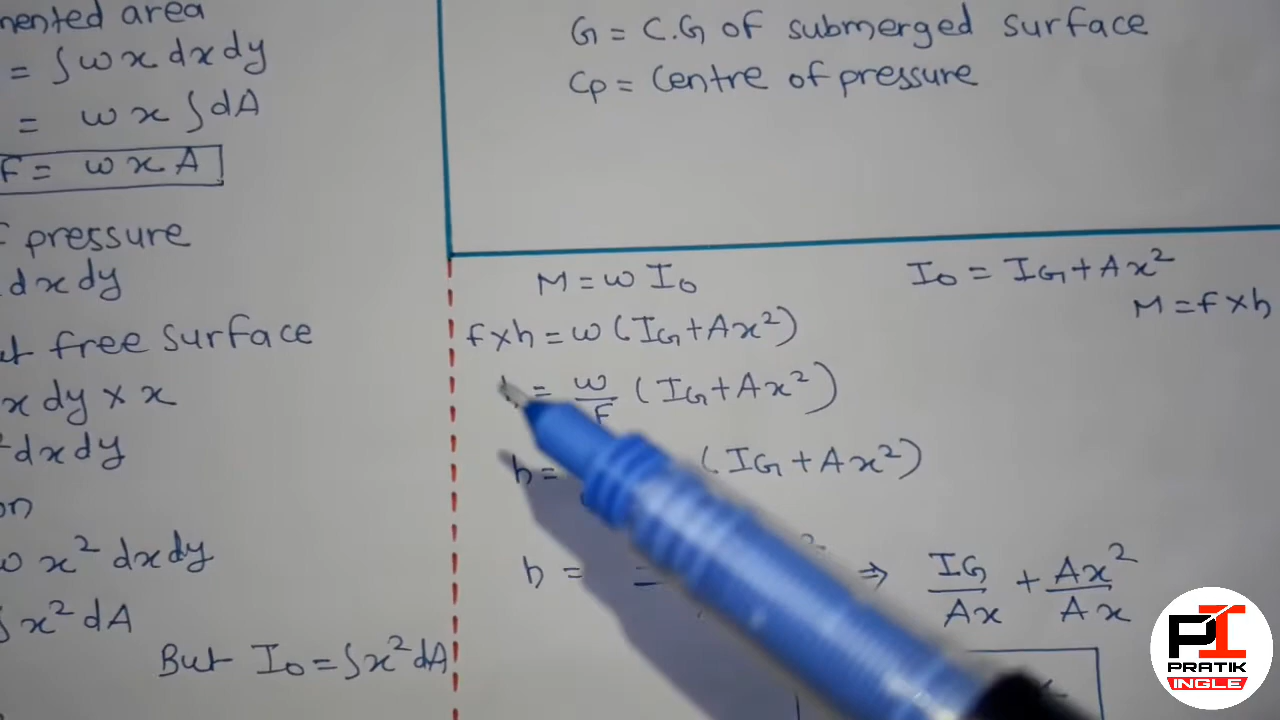 mented area
= ∫ w x dx dy
= w x ∫ dA
F = w x A
pressure
dx dy
free surface
x dy × x
dx dy
on
x² dx dy
∫ x² dA
But I₀ = ∫x² dA
G = C.G of submerged surface
Cp = Centre of pressure
M = w I₀
I₀ = IG + Ax²
M = F × h
F × h = w (IG + Ax²)
= w/F (IG + Ax²)
h = (IG + Ax²)
h = = ⇒ IG/Ax + Ax²/Ax
PI
PRATIK
INGLE